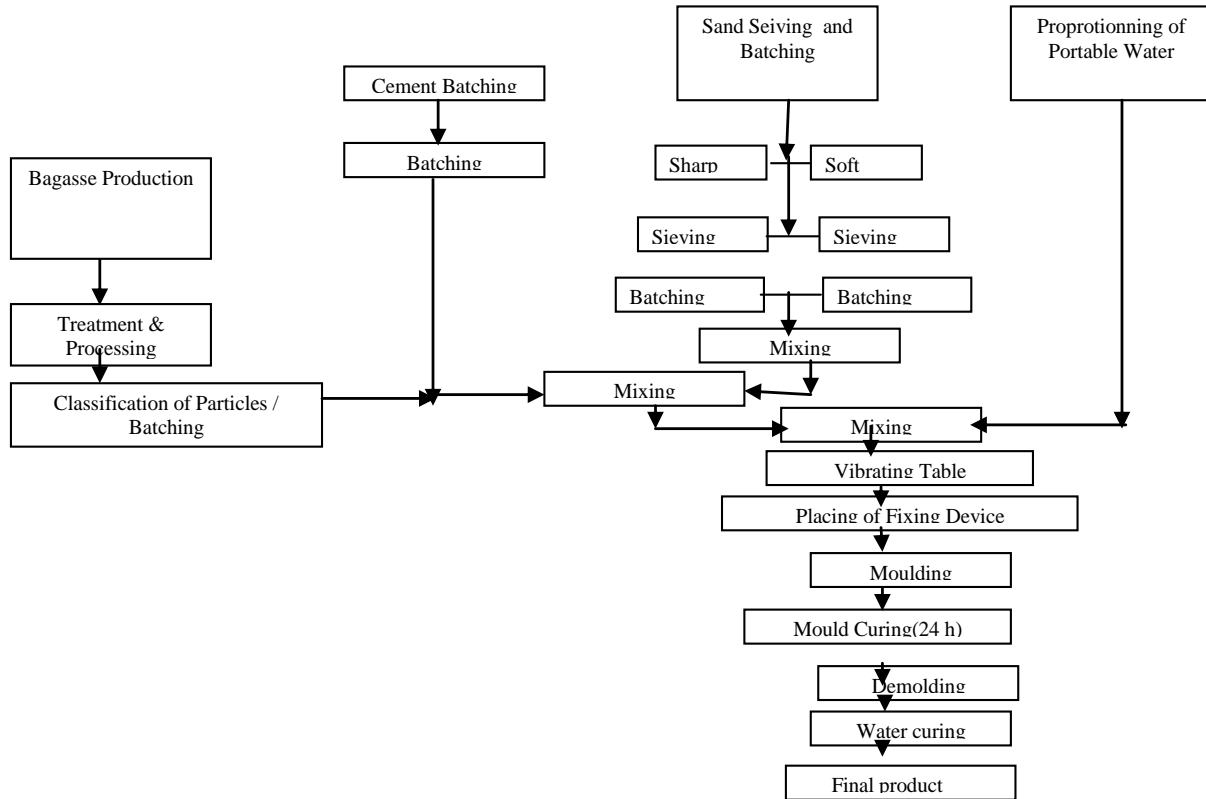 Sand Seiving and
Batching
Proprotionning of
Portable Water
Cement Batching
Batching
Bagasse Production
Sharp
Soft
Sieving
Sieving
Batching
Batching
Treatment &
Processing
Mixing
Classification of Particles /
Batching
Mixing
Mixing
Vibrating Table
Placing of Fixing Device
Moulding
Mould Curing(24 h)
Demolding
Water curing
Final product